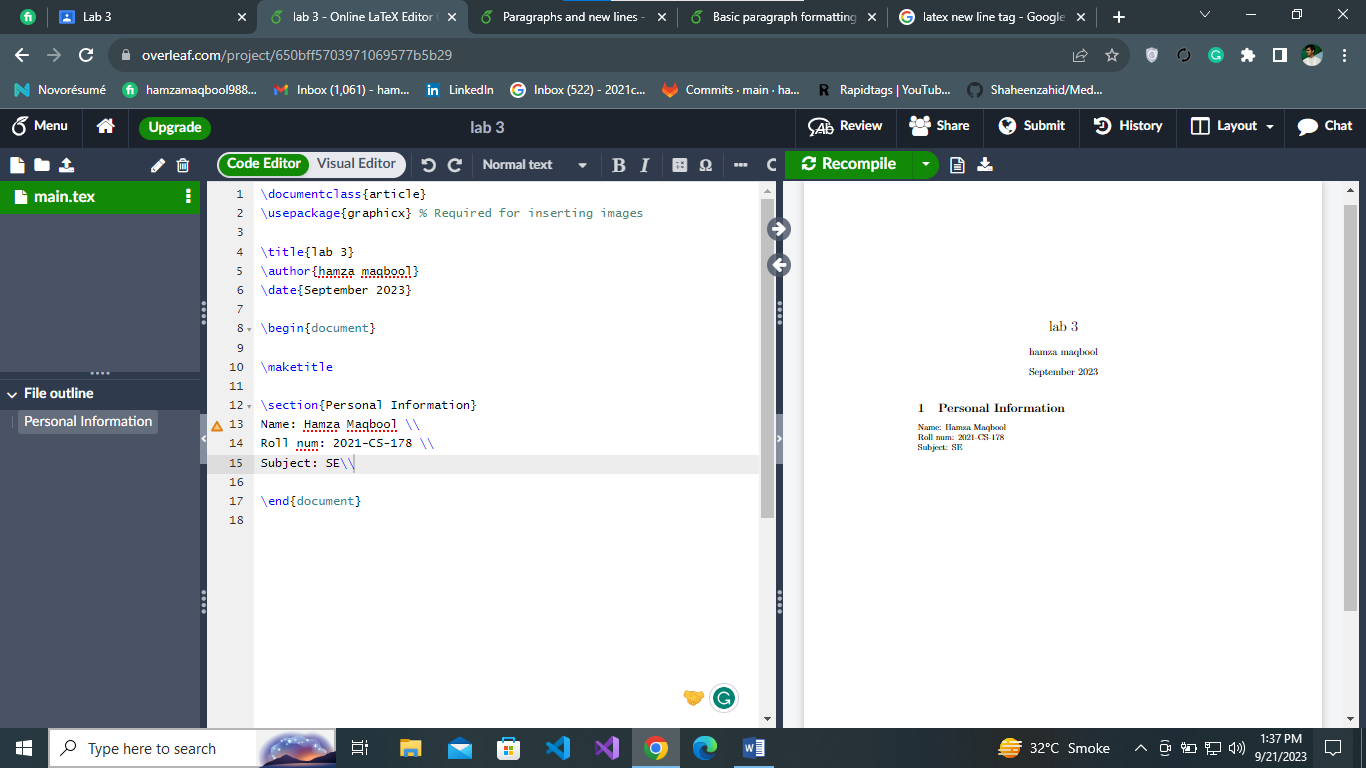 Lab 3
lab 3 - Online LaTeX Editor
Paragraphs and new lines -
Basic paragraph formatting
latex new line tag - Google
overleaf.com/project/650bff5703971069577b5b29
Novorésumé
hamzamaqbool988...
Inbox (1,061) - ham...
LinkedIn
Inbox (522) - 2021c...
Commits · main · ha...
Rapidtags | YouTub...
Shaheenzahid/Med...
Menu
Upgrade
lab 3
Review
Share
Submit
History
Layout
Chat
Code Editor
Visual Editor
Normal text
B I
Ω
Recompile
main.tex
File outline
Personal Information
1 \documentclass{article}
2 \usepackage{graphicx} % Required for inserting images
3
4 \title{lab 3}
5 \author{hamza maqbool}
6 \date{September 2023}
7
8 \begin{document}
9
10 \maketitle
11
12 \section{Personal Information}
13 Name: Hamza Maqbool \\
14 Roll num: 2021-CS-178 \\
15 Subject: SE\\
16
17 \end{document}
18
lab 3
hamza maqbool
September 2023
1 Personal Information
Name: Hamza Maqbool
Roll num: 2021-CS-178
Subject: SE
Type here to search
32°C Smoke
1:37 PM
9/21/2023